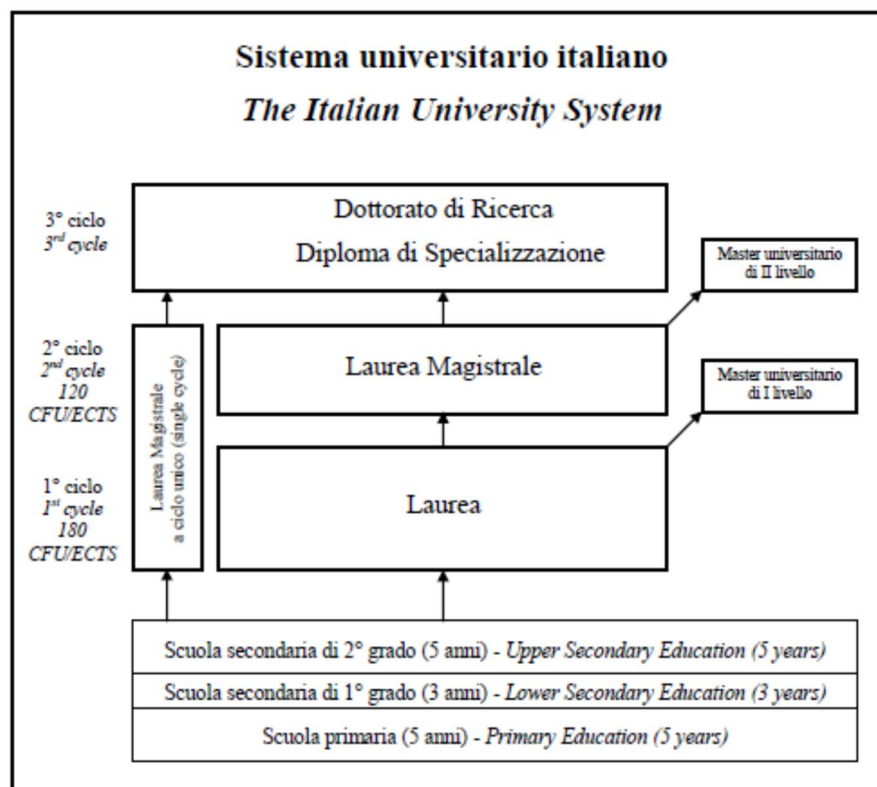 Sistema universitario italiano
The Italian University System
3° ciclo
3rd cycle
Dottorato di Ricerca
Diploma di Specializzazione
Master universitario
di II livello
2° ciclo
2nd cycle
120
CFU/ECTS
Laurea Magistrale
a ciclo unico (single cycle)
Laurea Magistrale
Master universitario
di I livello
1° ciclo
1st cycle
180
CFU/ECTS
Laurea
Scuola secondaria di 2° grado (5 anni) - Upper Secondary Education (5 years)
Scuola secondaria di 1° grado (3 anni) - Lower Secondary Education (3 years)
Scuola primaria (5 anni) - Primary Education (5 years)